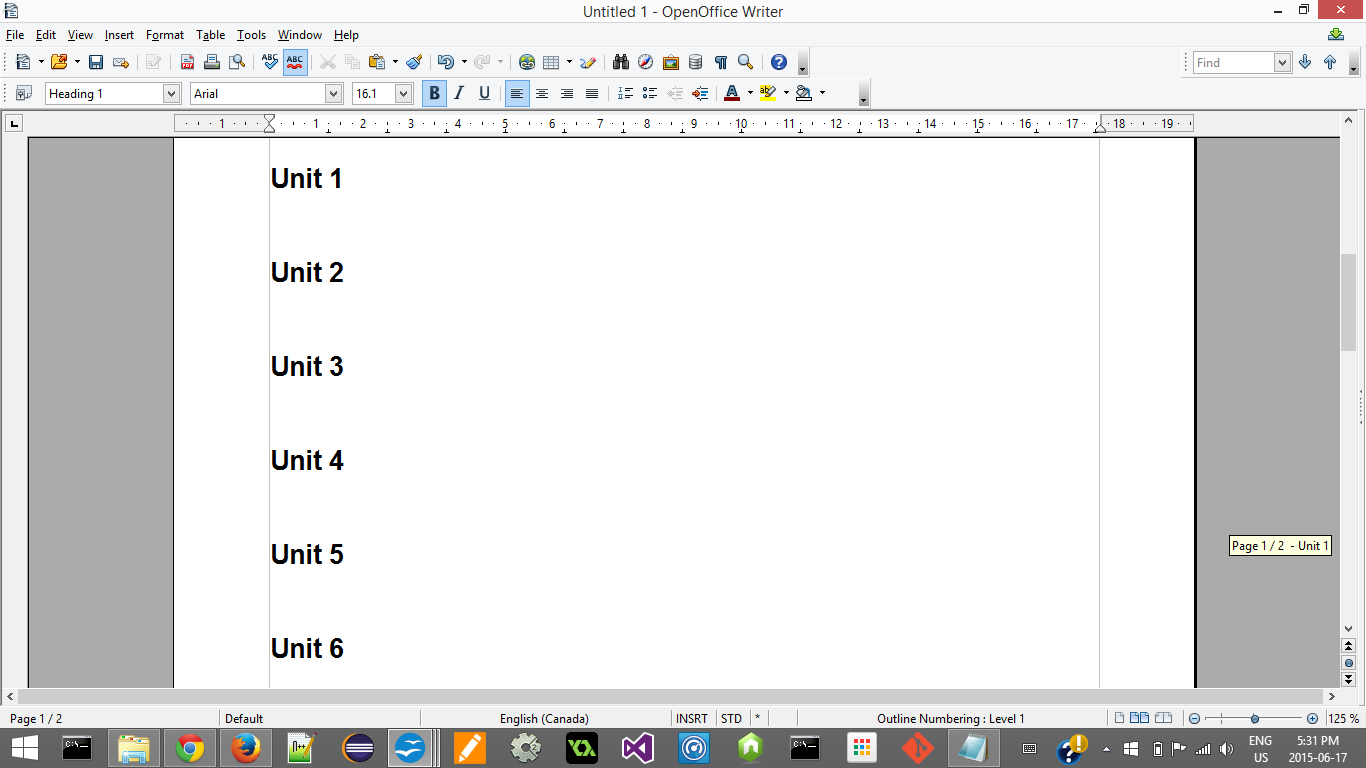 Untitled 1 - OpenOffice Writer
File Edit View Insert Format Table Tools Window Help
ABC ABC Find
Heading 1 Arial 16.1 B I U A
1 1 2 3 4 5 6 7 8 9 10 11 12 13 14 15 16 17 18 19
Unit 1
Unit 2
Unit 3
Unit 4
Unit 5
Page 1 / 2 - Unit 1
Unit 6
Page 1 / 2 Default English (Canada) INSRT STD * Outline Numbering : Level 1 125 %
C:\_ N++ C:\_ ENG 5:31 PM
US 2015-06-17